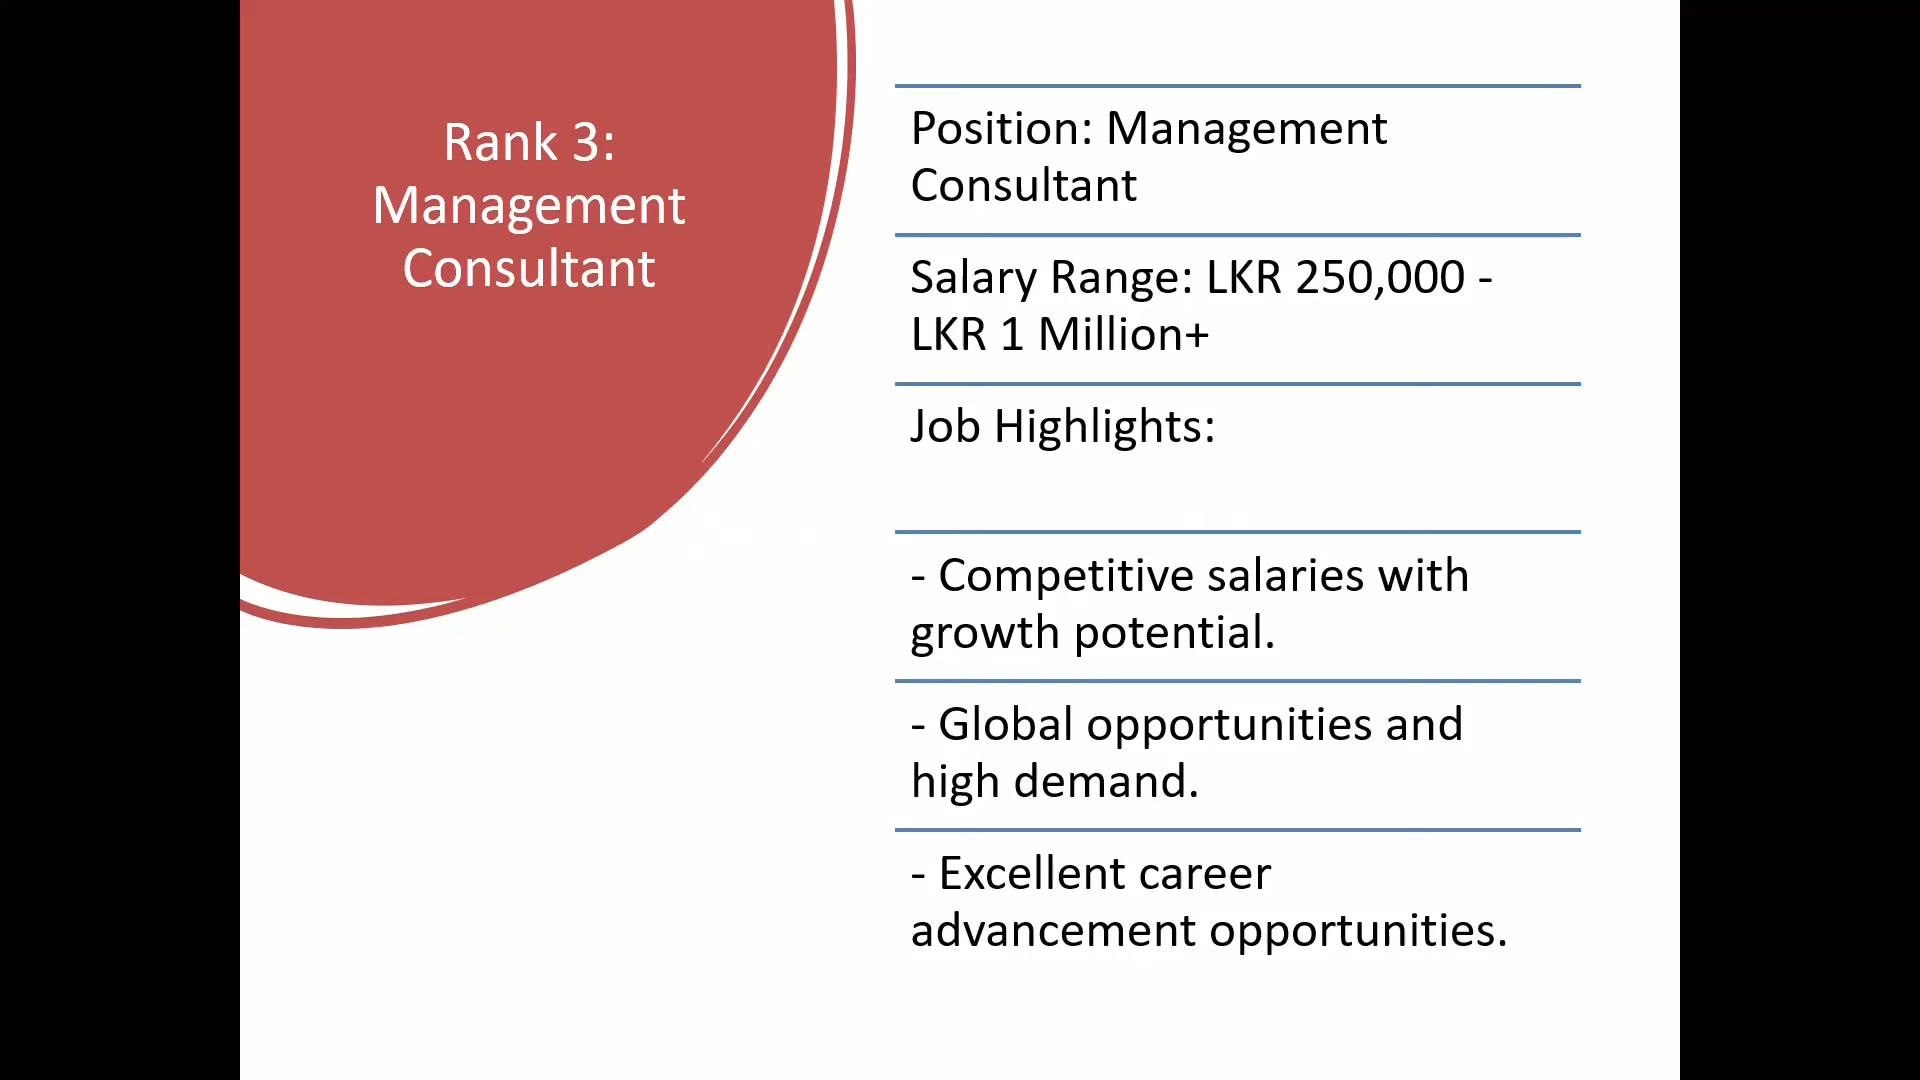 Rank 3:
Management
Consultant
Position: Management
Consultant
Salary Range: LKR 250,000 -
LKR 1 Million+
Job Highlights:
- Competitive salaries with
growth potential.
- Global opportunities and
high demand.
- Excellent career
advancement opportunities.